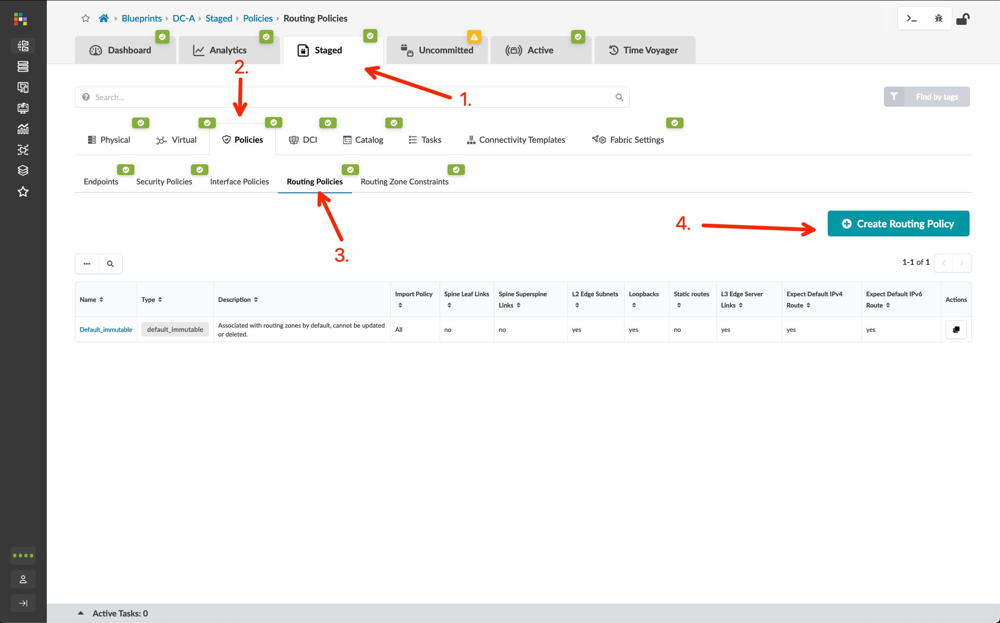 Blueprints DC-A Staged Policies Routing Policies
Dashboard Analytics Staged Uncommitted Active Time Voyager
2.
Search... 1. Find by tags
Physical Virtual Policies DCI Catalog Tasks Connectivity Templates Fabric Settings
Endpoints Security Policies Interface Policies Routing Policies Routing Zone Constraints
4. Create Routing Policy
3.
1-1 of 1
Name Type Description Import Policy Spine Leaf Links Spine Superspine Links L2 Edge Subnets Loopbacks Static routes L3 Edge Server Links Expect Default IPv4 Route Expect Default IPv6 Route Actions
Default_immutable default_immutable Associated with routing zones by default, cannot be updated or deleted. All no no yes yes no yes yes yes
Active Tasks: 0